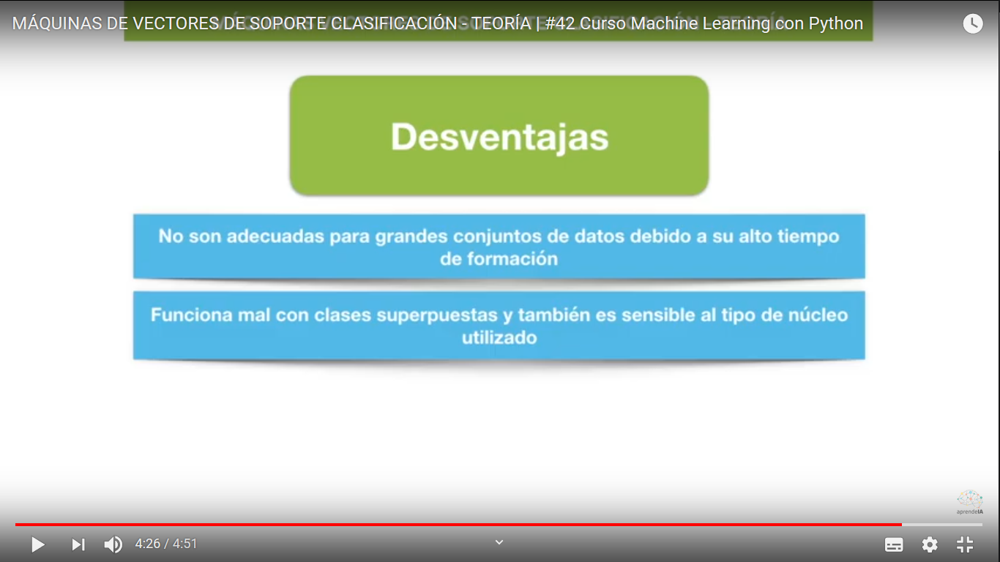 MÁQUINAS DE VECTORES DE SOPORTE CLASIFICACIÓN - TEORÍA | #42 Curso Machine Learning con Python
Desventajas
No son adecuadas para grandes conjuntos de datos debido a su alto tiempo
de formación
Funciona mal con clases superpuestas y también es sensible al tipo de núcleo
utilizado
aprendeIA
4:26 / 4:51